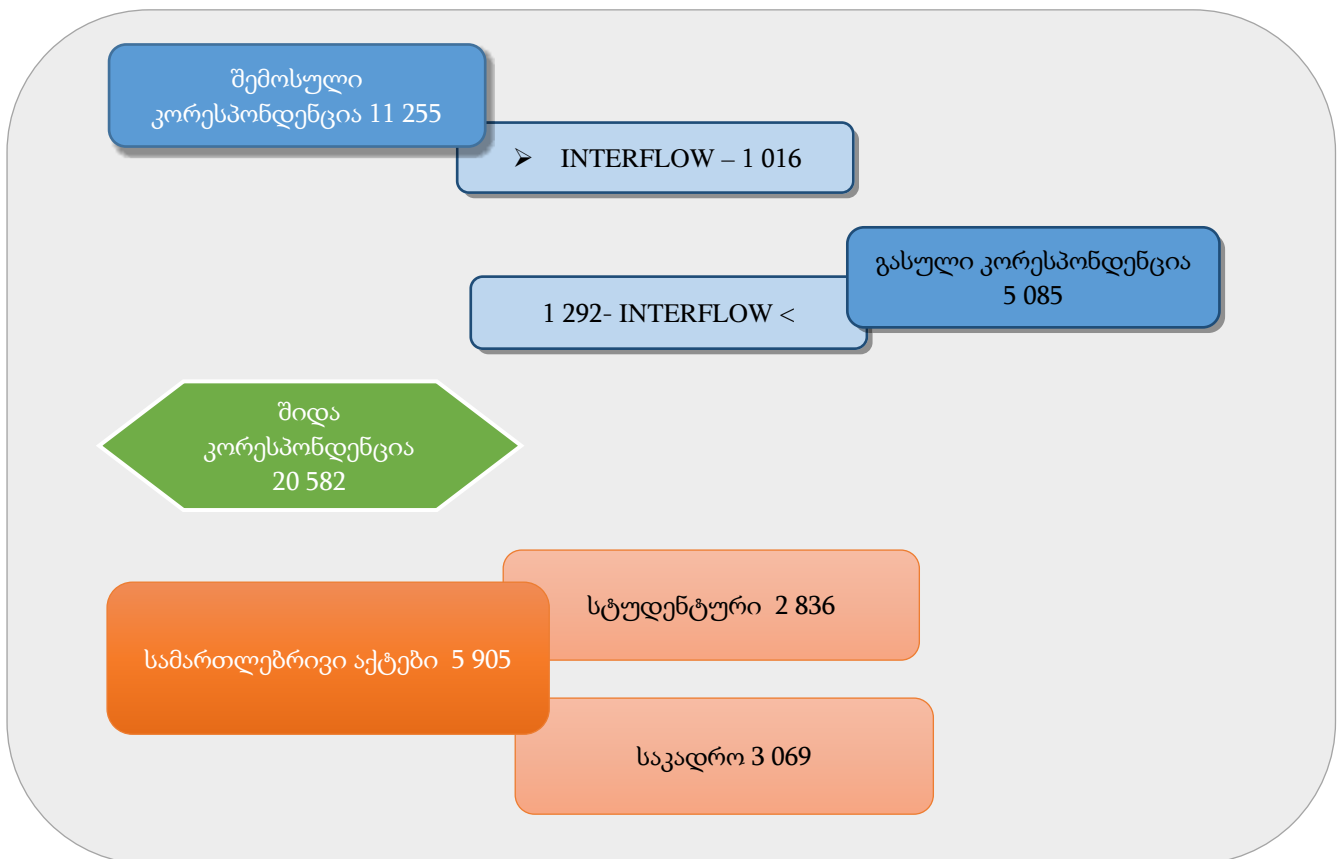 შემოსული
კორესპონდენცია 11 255
➢ INTERFLOW – 1 016
გასული კორესპონდენცია
5 085
1 292- INTERFLOW <
შიდა
კორესპონდენცია
20 582
სტუდენტური 2 836
სამართლებრივი აქტები 5 905
საკადრო 3 069